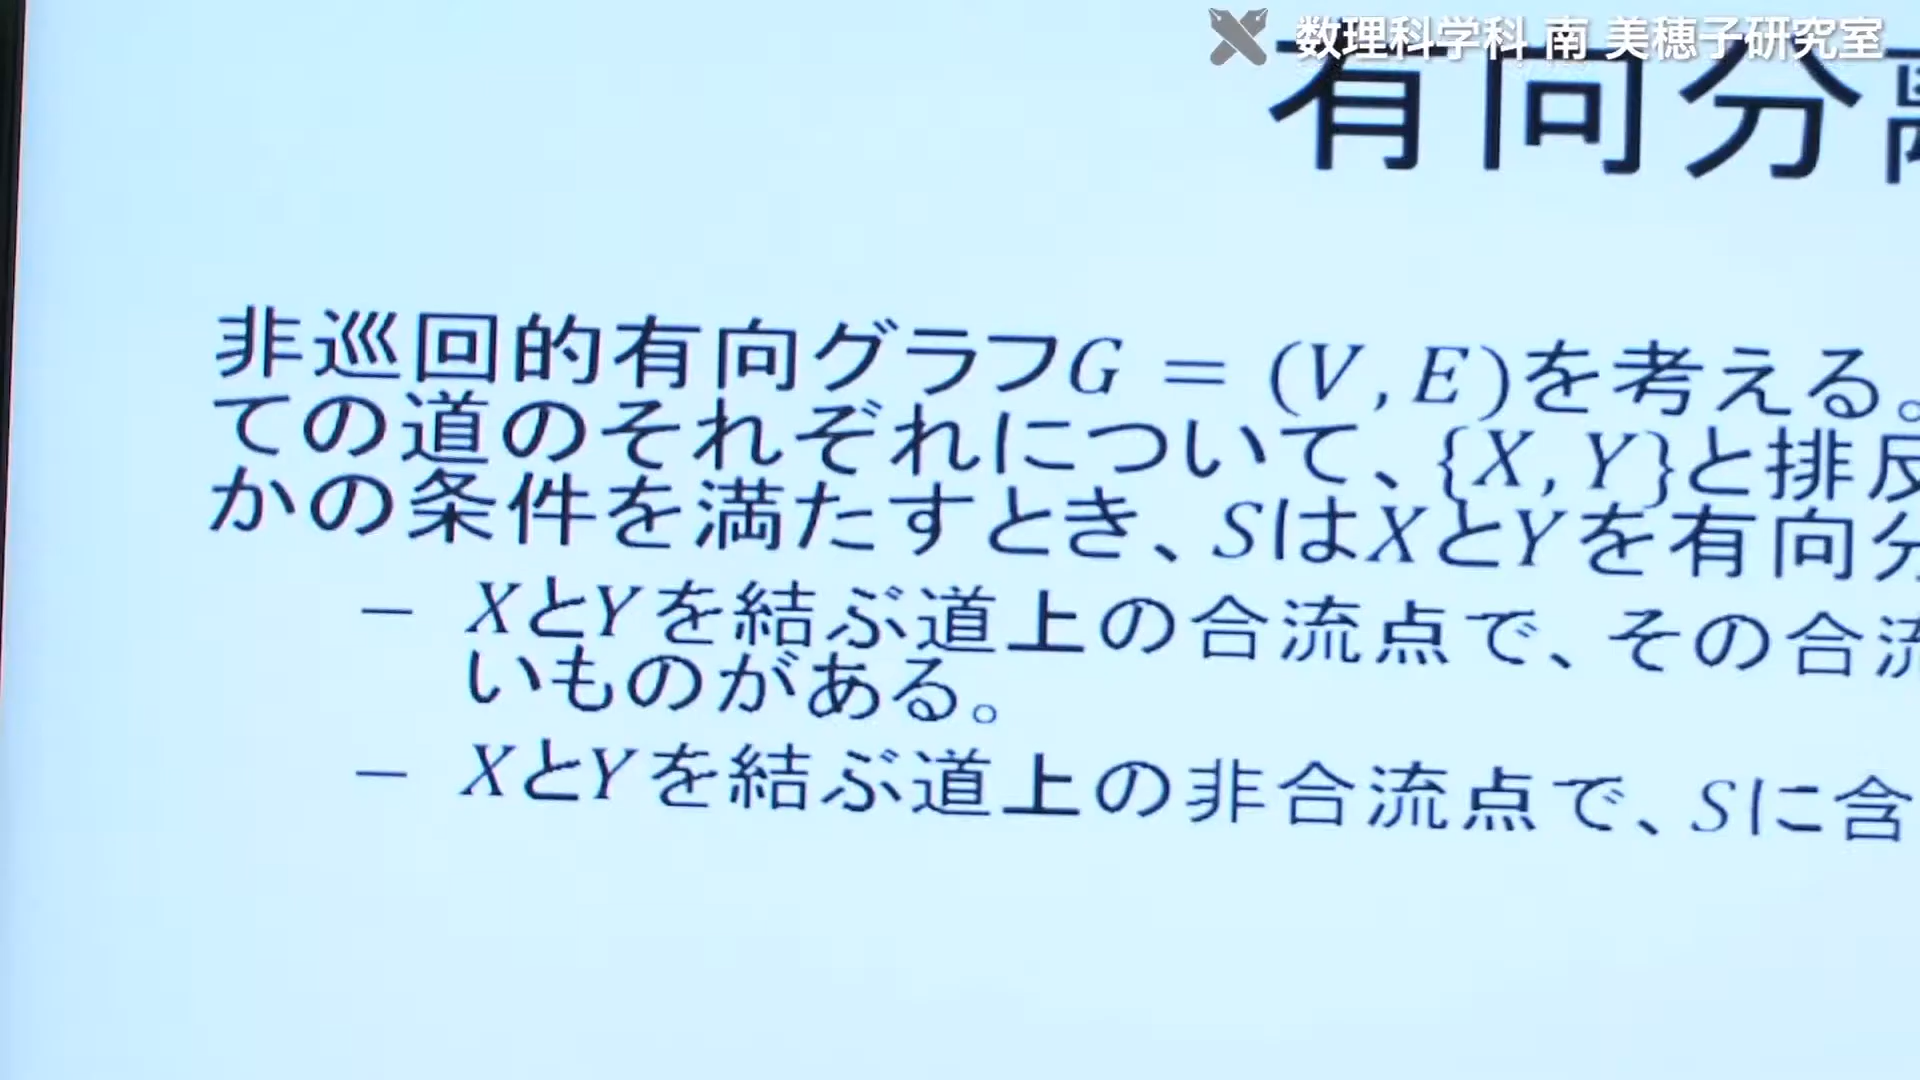 数理科学科 南 美穂子研究室
有向分離
非巡回的有向グラフG = (V, E)を考える。
ての道のそれぞれについて、{X, Y}と排反
かの条件を満たすとき、SはXとYを有向分
– XとYを結ぶ道上の合流点で、その合流
いものがある。
– XとYを結ぶ道上の非合流点で、Sに含